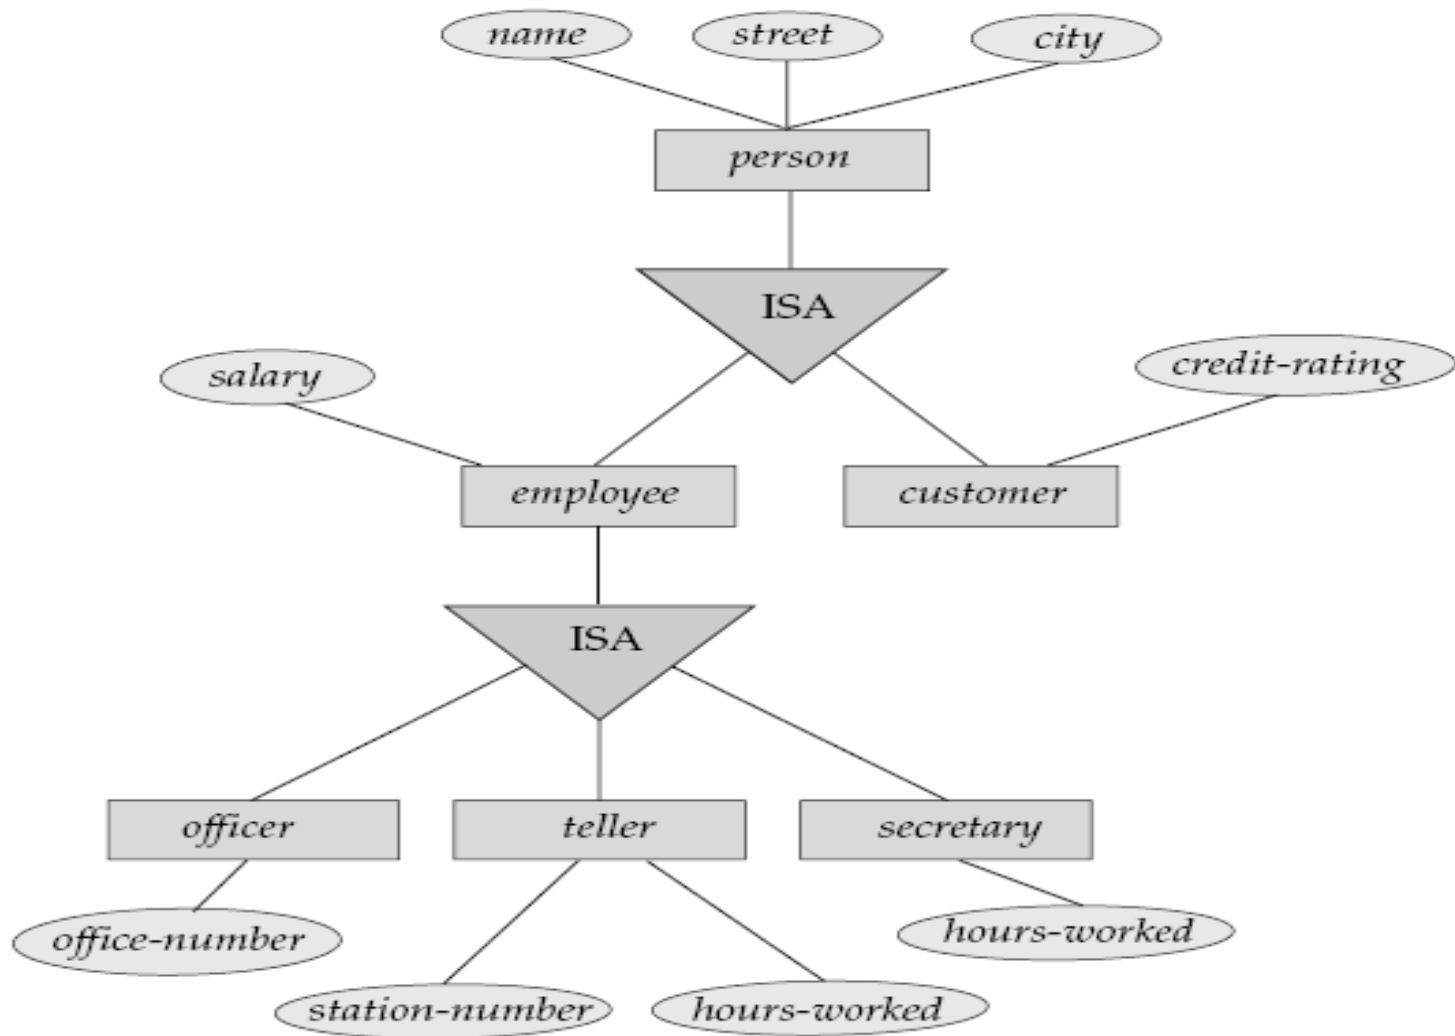 name
street
city
person
ISA
salary
credit-rating
employee
customer
ISA
officer
teller
secretary
office-number
hours-worked
station-number
hours-worked